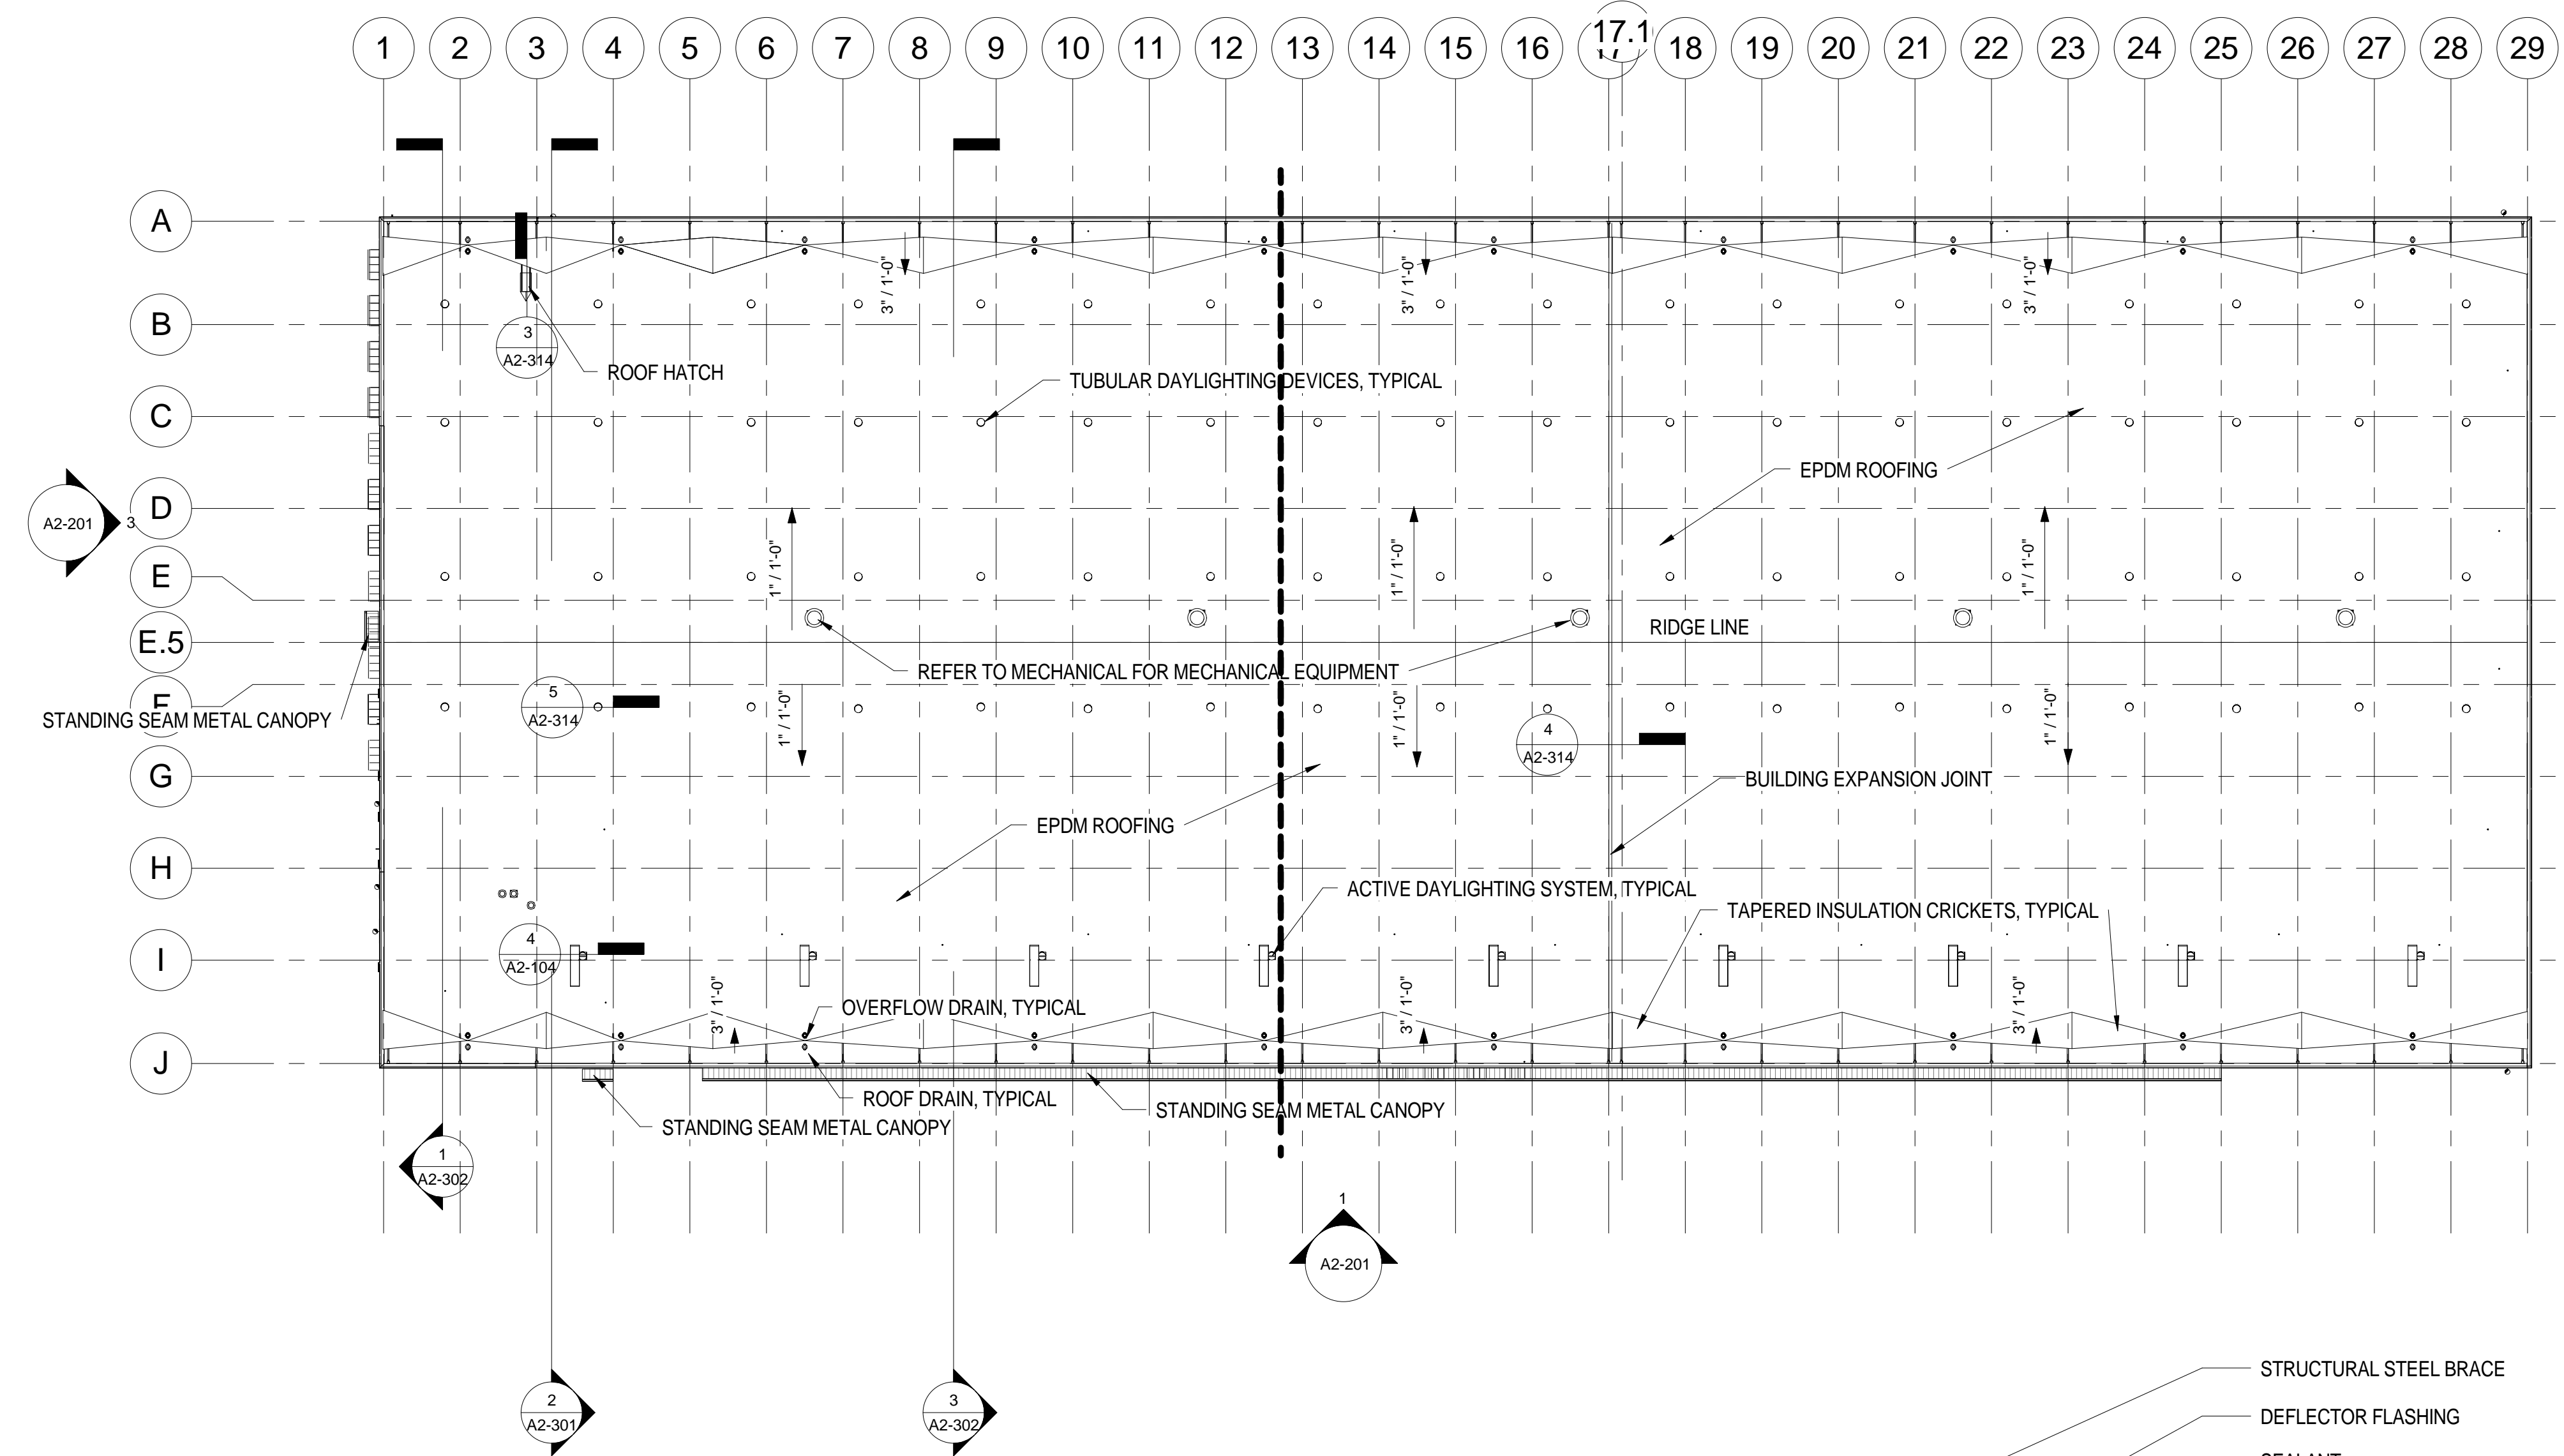 1 2 3 4 5 6 7 8 9 10 11 12 13 14 15 16 17 17.1 18 19 20 21 22 23 24 25 26 27 28 29
A
3" / 1'-0"
3" / 1'-0"
3" / 1'-0"
B
3
A2-314
ROOF HATCH
TUBULAR DAYLIGHTING DEVICES, TYPICAL
C
EPDM ROOFING
D
A2-201
3
1" / 1'-0"
1" / 1'-0"
1" / 1'-0"
E
E.5
RIDGE LINE
REFER TO MECHANICAL FOR MECHANICAL EQUIPMENT
F
STANDING SEAM METAL CANOPY
5
A2-314
1" / 1'-0"
1" / 1'-0"
1" / 1'-0"
4
A2-314
G
BUILDING EXPANSION JOINT
EPDM ROOFING
H
ACTIVE DAYLIGHTING SYSTEM, TYPICAL
TAPERED INSULATION CRICKETS, TYPICAL
4
A2-104
I
3" / 1'-0"
3" / 1'-0"
3" / 1'-0"
OVERFLOW DRAIN, TYPICAL
J
ROOF DRAIN, TYPICAL
STANDING SEAM METAL CANOPY
STANDING SEAM METAL CANOPY
1
A2-302
1
A2-201
2
A2-301
3
A2-302
STRUCTURAL STEEL BRACE
DEFLECTOR FLASHING
SEALANT